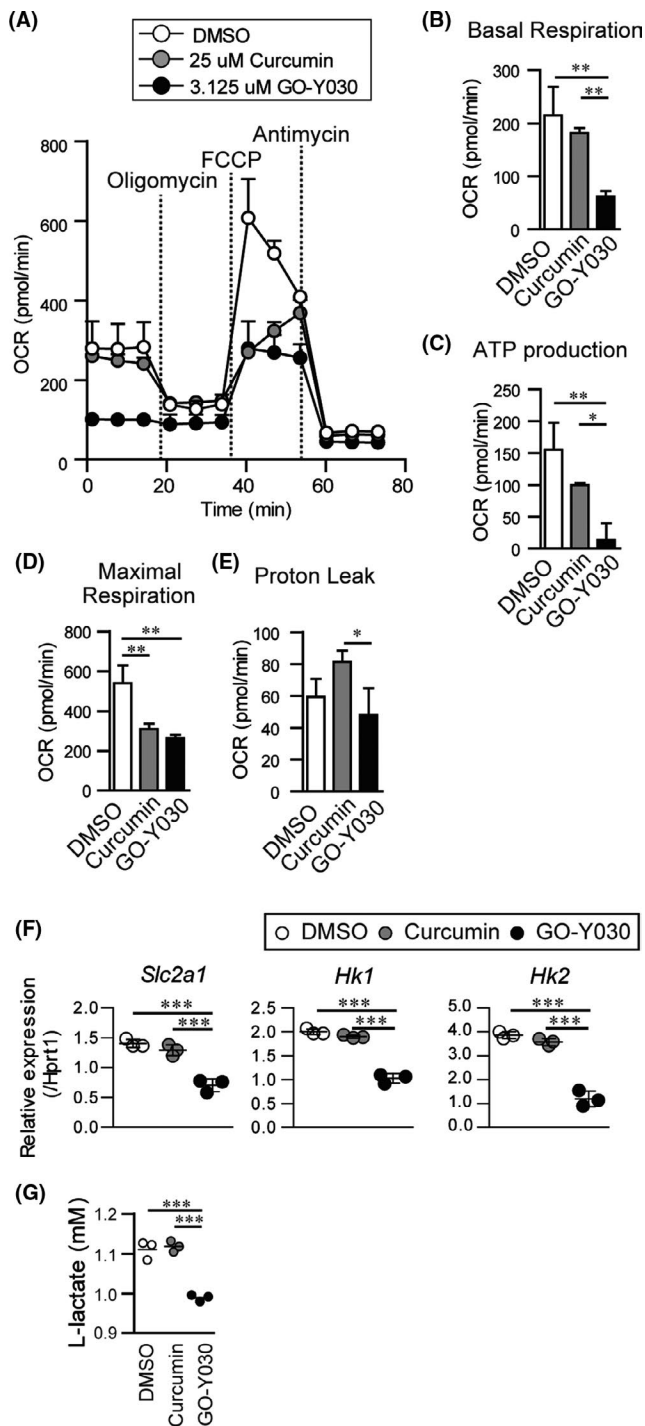 (A)
DMSO
25 uM Curcumin
3.125 uM GO-Y030
Oligomycin
FCCP
Antimycin
800
600
400
200
0
OCR (pmol/min)
0 20 40 60 80
Time (min)
(B)
Basal Respiration
**
**
300
200
100
0
OCR (pmol/min)
DMSO
Curcumin
GO-Y030
(C)
ATP production
**
*
200
150
100
50
0
OCR (pmol/min)
DMSO
Curcumin
GO-Y030
(D)
Maximal
Respiration
**
**
800
600
400
200
0
OCR (pmol/min)
DMSO
Curcumin
GO-Y030
(E)
Proton Leak
*
100
80
60
40
20
0
OCR (pmol/min)
DMSO
Curcumin
GO-Y030
(F)
DMSO Curcumin GO-Y030
Relative expression
(/Hprt1)
Slc2a1
***
***
2.0
1.5
1.0
0.5
0.0
Hk1
***
***
2.0
1.5
1.0
0.5
0.0
Hk2
***
***
5.0
4.0
3.0
2.0
1.0
0.0
(G)
***
***
1.2
1.1
1.0
0.9
L-lactate (mM)
DMSO
Curcumin
GO-Y030